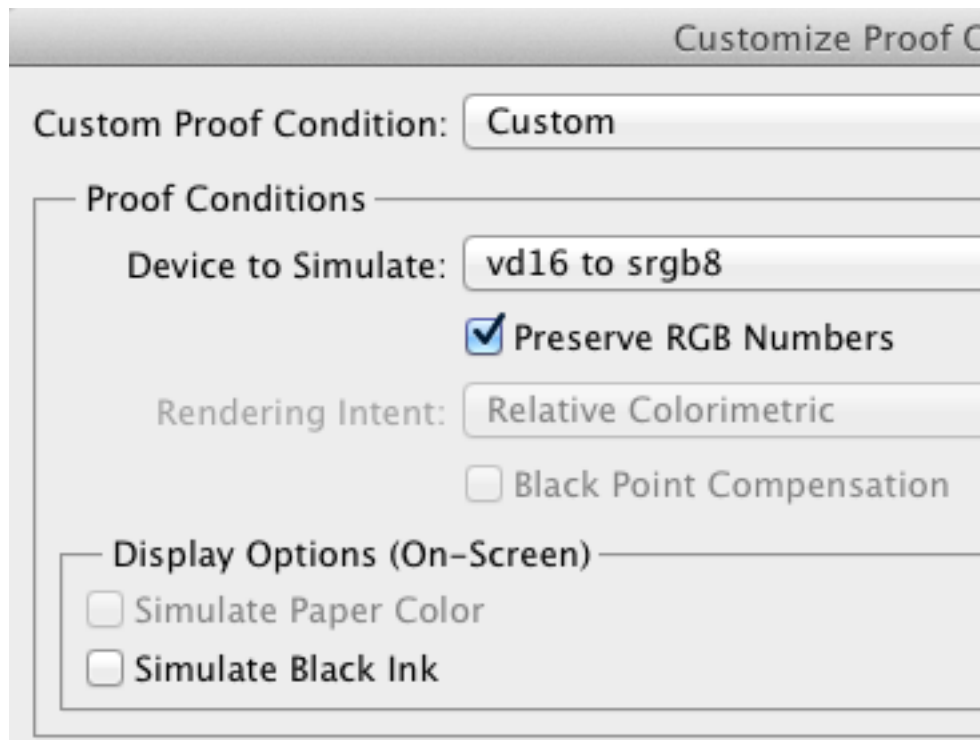 Customize Proof C
Custom Proof Condition: Custom
Proof Conditions
Device to Simulate: vd16 to srgb8
Preserve RGB Numbers
Rendering Intent: Relative Colorimetric
Black Point Compensation
Display Options (On-Screen)
Simulate Paper Color
Simulate Black Ink